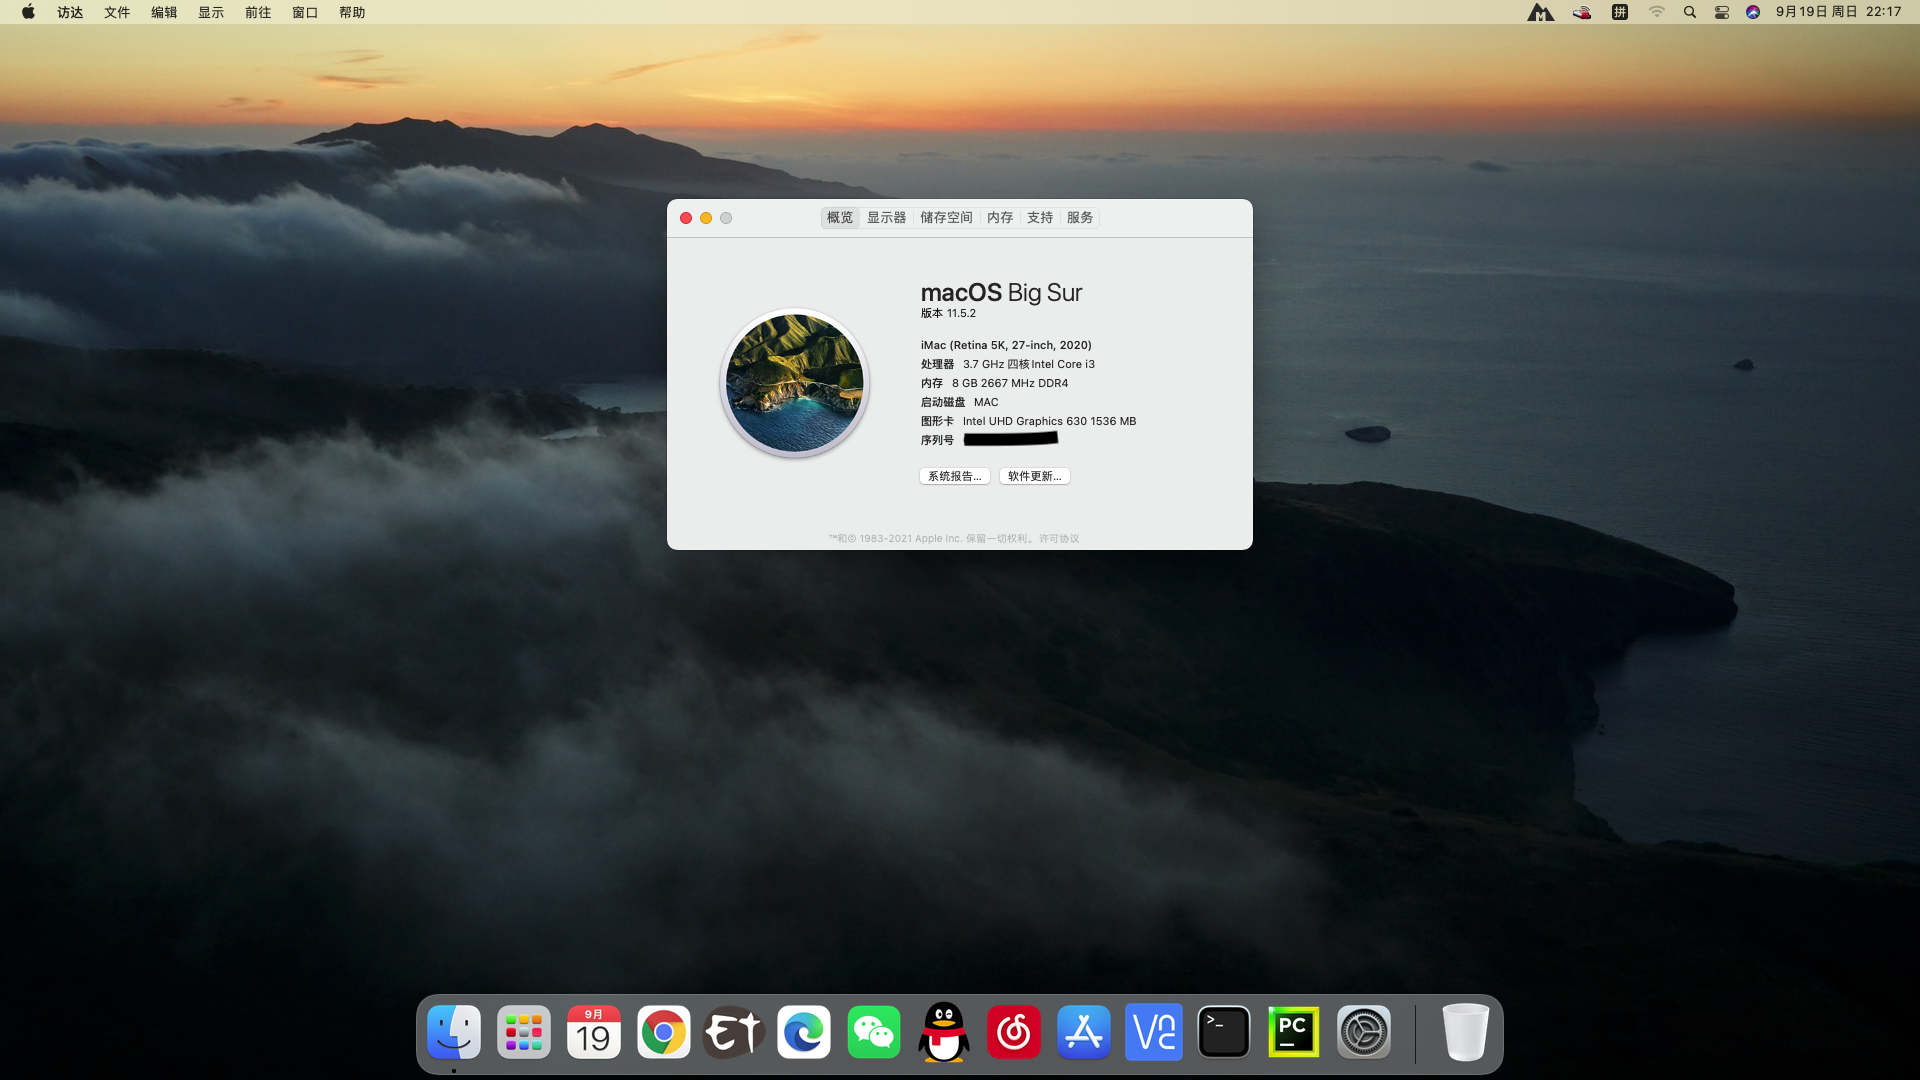 访达 文件 编辑 显示 前往 窗口 帮助
拼 9月19日 周日 22:17
概览 显示器 储存空间 内存 支持 服务
macOS Big Sur
版本 11.5.2
iMac (Retina 5K, 27-inch, 2020)
处理器 3.7 GHz 四核Intel Core i3
内存 8 GB 2667 MHz DDR4
启动磁盘 MAC
图形卡 Intel UHD Graphics 630 1536 MB
序列号
系统报告... 软件更新...
™和© 1983-2021 Apple Inc. 保留一切权利。许可协议
9月
19
ET
VC
>_
PC